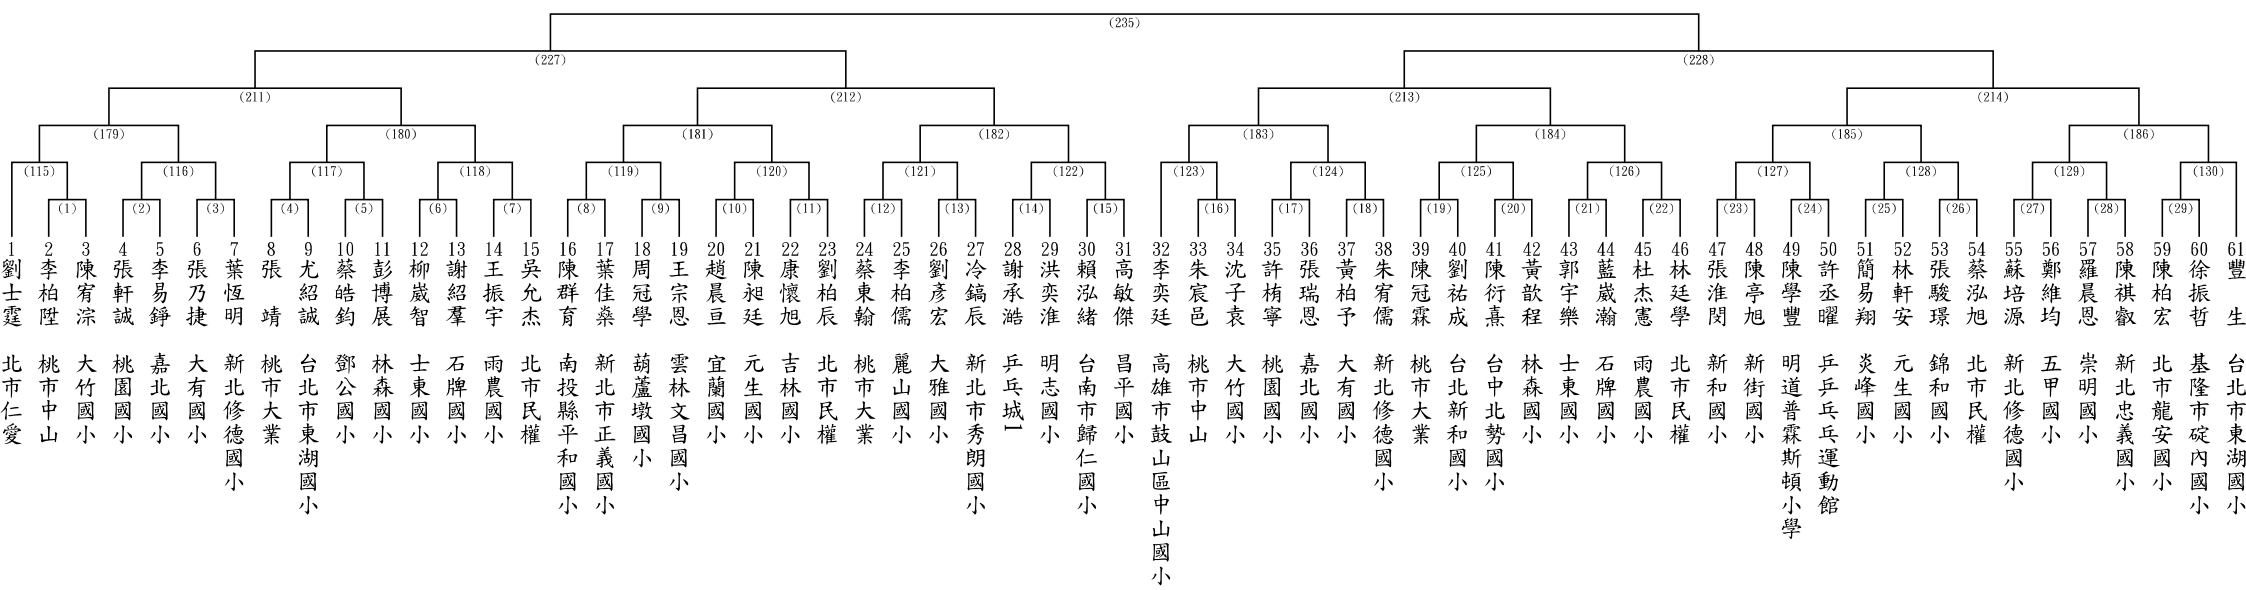 (235)
(227) (228)
(211) (212) (213) (214)
(179) (180) (181) (182) (183) (184) (185) (186)
(115) (116) (117) (118) (119) (120) (121) (122) (123) (124) (125) (126) (127) (128) (129) (130)
(1) (2) (3) (4) (5) (6) (7) (8) (9) (10) (11) (12) (13) (14) (15) (16) (17) (18) (19) (20) (21) (22) (23) (24) (25) (26) (27) (28) (29)
1 劉士霆 北市仁愛
2 李柏陞 桃市中山
3 陳宥淙 大竹國小
4 張軒誠 桃園國小
5 李易錚 嘉北國小
6 張乃捷 大有國小
7 葉恆明 新北修德國小
8 張靖 桃市大業
9 尤紹誠 台北市東湖國小
10 蔡皓鈞 鄧公國小
11 彭博展 林森國小
12 柳崴智 士東國小
13 謝紹羣 石牌國小
14 王振宇 雨農國小
15 吳允杰 北市民權
16 陳群育 南投縣平和國小
17 葉佳燊 新北市正義國小
18 周冠學 葫蘆墩國小
19 王宗恩 雲林文昌國小
20 趙晨亘 宜蘭國小
21 陳昶廷 元生國小
22 康懷旭 吉林國小
23 劉柏辰 北市民權
24 蔡東翰 桃市大業
25 李柏儒 麗山國小
26 劉彥宏 大雅國小
27 冷鎬辰 新北市秀朗國小
28 謝承澔 乒乓城1
29 洪奕淮 明志國小
30 賴泓緒 台南市歸仁國小
31 高敏傑 昌平國小
32 李奕廷 高雄市鼓山區中山國小
33 朱宸邑 桃市中山
34 沈子袁 大竹國小
35 許栯寧 桃園國小
36 張瑞恩 嘉北國小
37 黃柏予 大有國小
38 朱宥儒 新北修德國小
39 陳冠霖 桃市大業
40 劉祐成 台北新和國小
41 陳衍熹 台中北勢國小
42 黃歆程 林森國小
43 郭宇樂 士東國小
44 藍崴瀚 石牌國小
45 杜杰憲 雨農國小
46 林廷學 北市民權
47 張淮閔 新和國小
48 陳亭旭 新街國小
49 陳學豐 明道普霖斯頓小學
50 許丞曜 乒乒乓乓運動館
51 簡易翔 炎峰國小
52 林軒安 元生國小
53 張駿璟 錦和國小
54 蔡泓旭 北市民權
55 蘇培源 新北修德國小
56 鄭維均 五甲國小
57 羅晨恩 崇明國小
58 陳祺叡 新北忠義國小
59 陳柏宏 北市龍安國小
60 徐振哲 基隆市碇內國小
61 豐生 台北市東湖國小